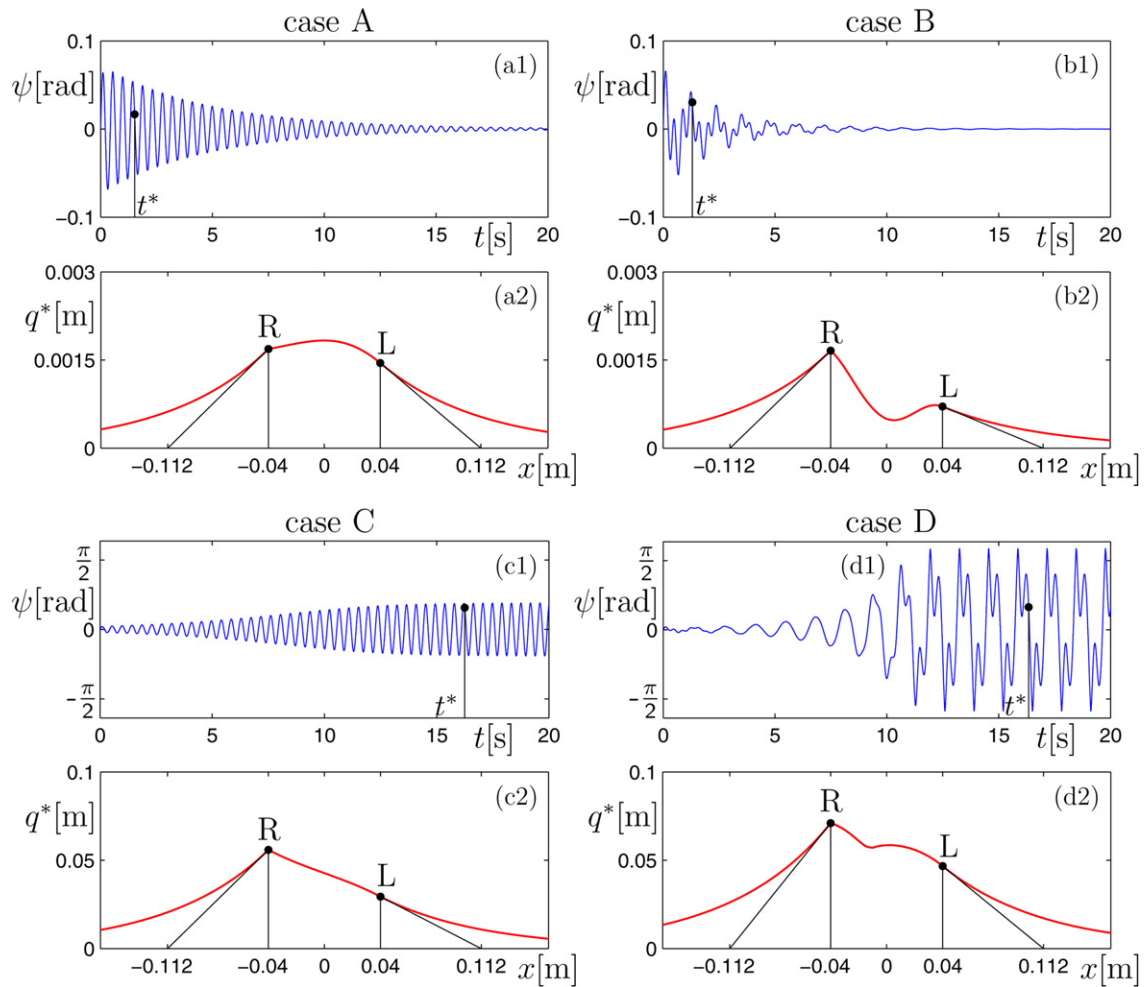 case A
0.1
ψ[rad]
(a1)
0
t*
−0.1
0 5 10 15 20
t[s]
0.003
(a2)
q*[m]
R
L
0.0015
0
−0.112 −0.04 0 0.04 0.112 x[m]
case B
0.1
ψ[rad]
(b1)
0
t*
−0.1
0 5 10 15 20
t[s]
0.003
(b2)
q*[m]
R
L
0.0015
0
−0.112 −0.04 0 0.04 0.112 x[m]
case C
π/2
(c1)
ψ[rad]
0
−π/2
t*
t[s]
0 5 10 15 20
0.1
(c2)
q*[m]
R
L
0.05
0
−0.112 −0.04 0 0.04 0.112 x[m]
case D
π/2
(d1)
ψ[rad]
0
−π/2
t*
t[s]
0 5 10 15 20
0.1
(d2)
q*[m]
R
L
0.05
0
−0.112 −0.04 0 0.04 0.112 x[m]